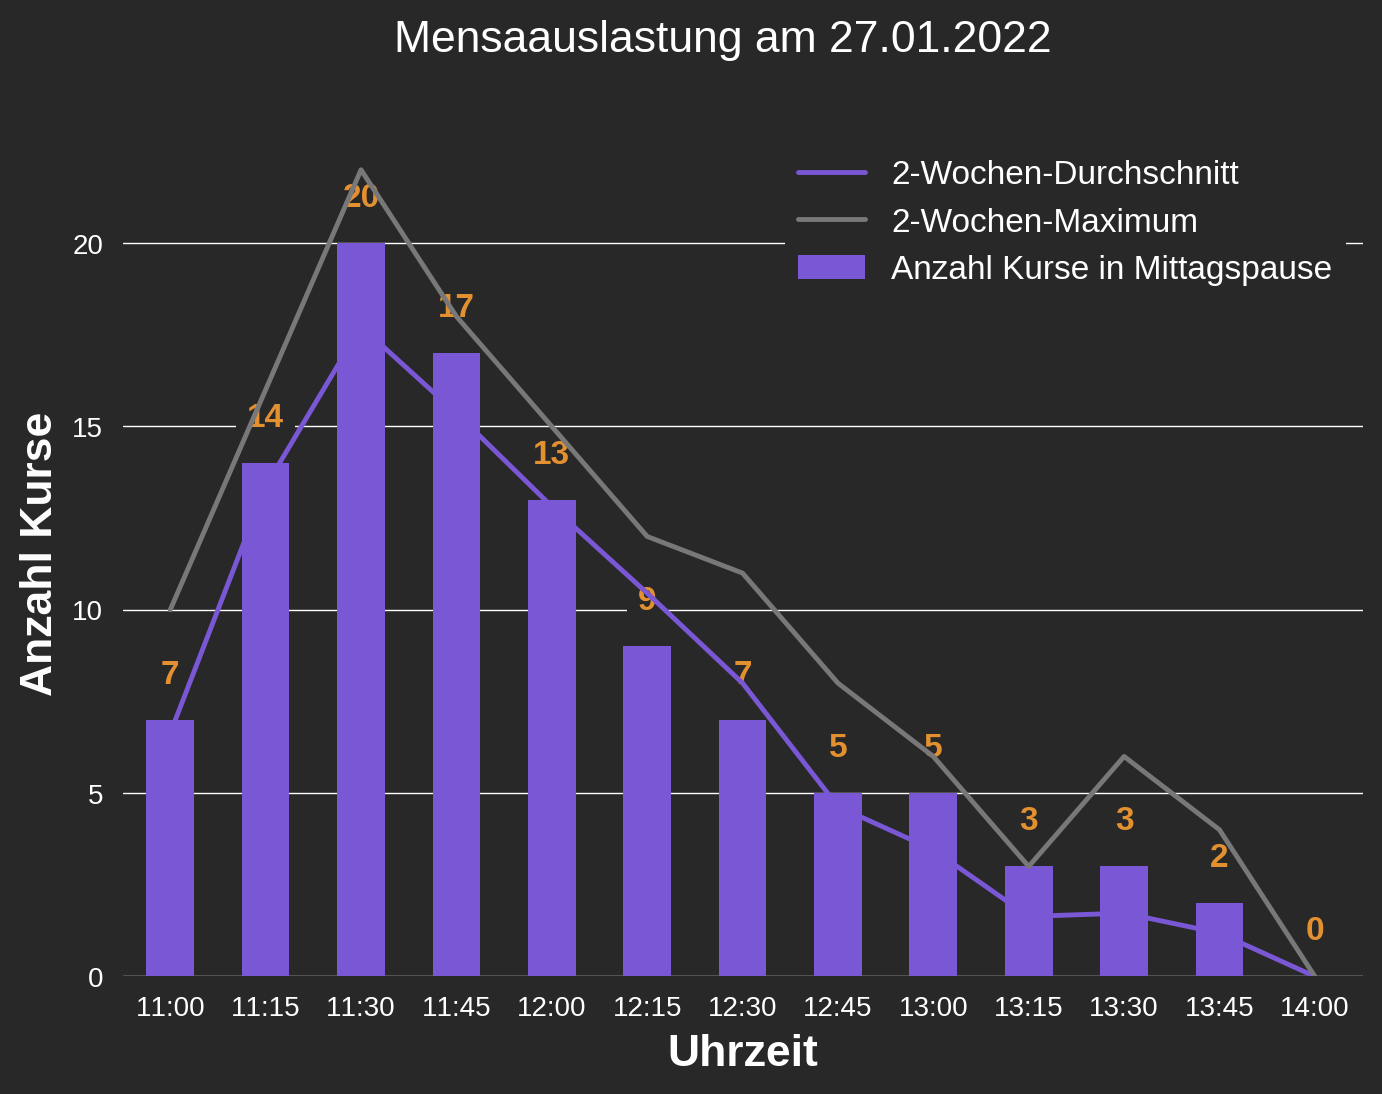 Mensaauslastung am 27.01.2022
2-Wochen-Durchschnitt
2-Wochen-Maximum
Anzahl Kurse in Mittagspause
Anzahl Kurse
20
15
10
5
0
7
14
20
17
13
9
7
5
5
3
3
2
0
11:00 11:15 11:30 11:45 12:00 12:15 12:30 12:45 13:00 13:15 13:30 13:45 14:00
Uhrzeit